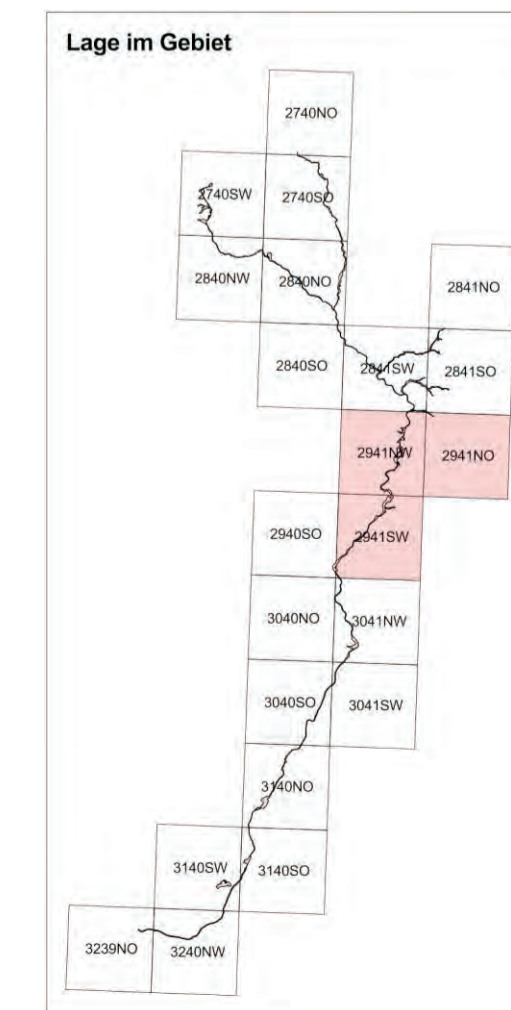 Lage im Gebiet
2740NO
2740SW 2740SO
2840NW 2840NO 2841NO
2840SO 2841SW 2841SO
2941NW 2941NO
2940SO 2941SW
3040NO 3041NW
3040SO 3041SW
3140NO
3140SW 3140SO
3239NO 3240NW